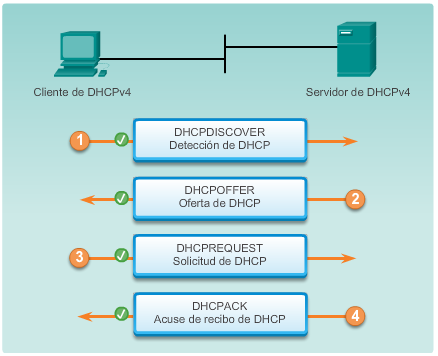 Cliente de DHCPv4
Servidor de DHCPv4
1
DHCPDISCOVER
Detección de DHCP
DHCPOFFER
Oferta de DHCP
2
3
DHCPREQUEST
Solicitud de DHCP
DHCPACK
Acuse de recibo de DHCP
4